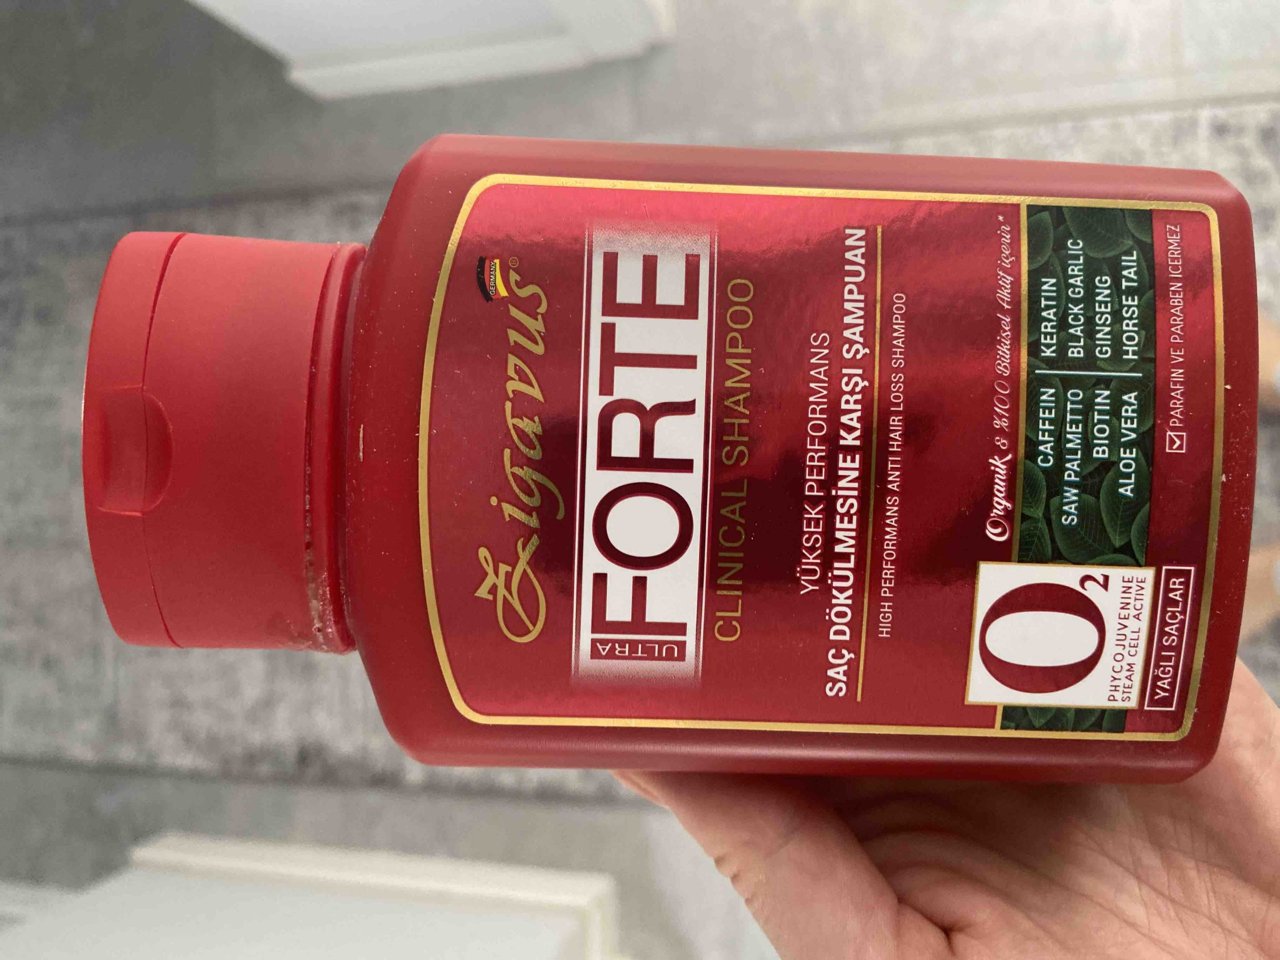 GERMANY
Zigavus®
ULTRA
FORTE
CLINICAL SHAMPOO
YÜKSEK PERFORMANS
SAÇ DÖKÜLMESİNE KARŞI ŞAMPUAN
HIGH PERFORMANS ANTI HAIR LOSS SHAMPOO
Organik & %100 Bitkisel Aktif içerir*
CAFFEIN | KERATIN
SAW PALMETTO | BLACK GARLIC
BIOTIN | GINSENG
ALOE VERA | HORSE TAIL
O2
PHYCOJUVENINE
STEAM CELL ACTIVE
YAĞLI SAÇLAR
☑ PARAFIN VE PARABEN İÇERMEZ